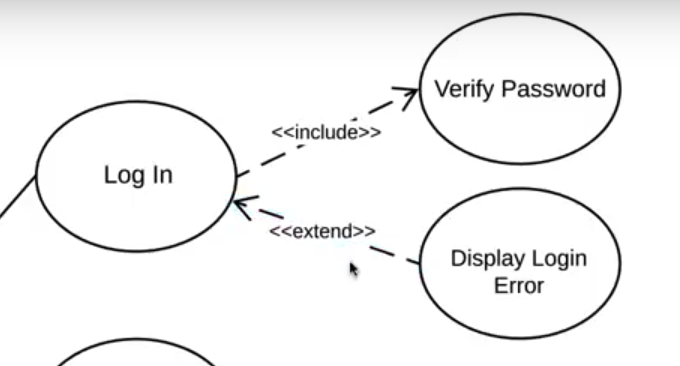 Verify Password
<<include>>
Log In
<<extend>>
Display Login
Error